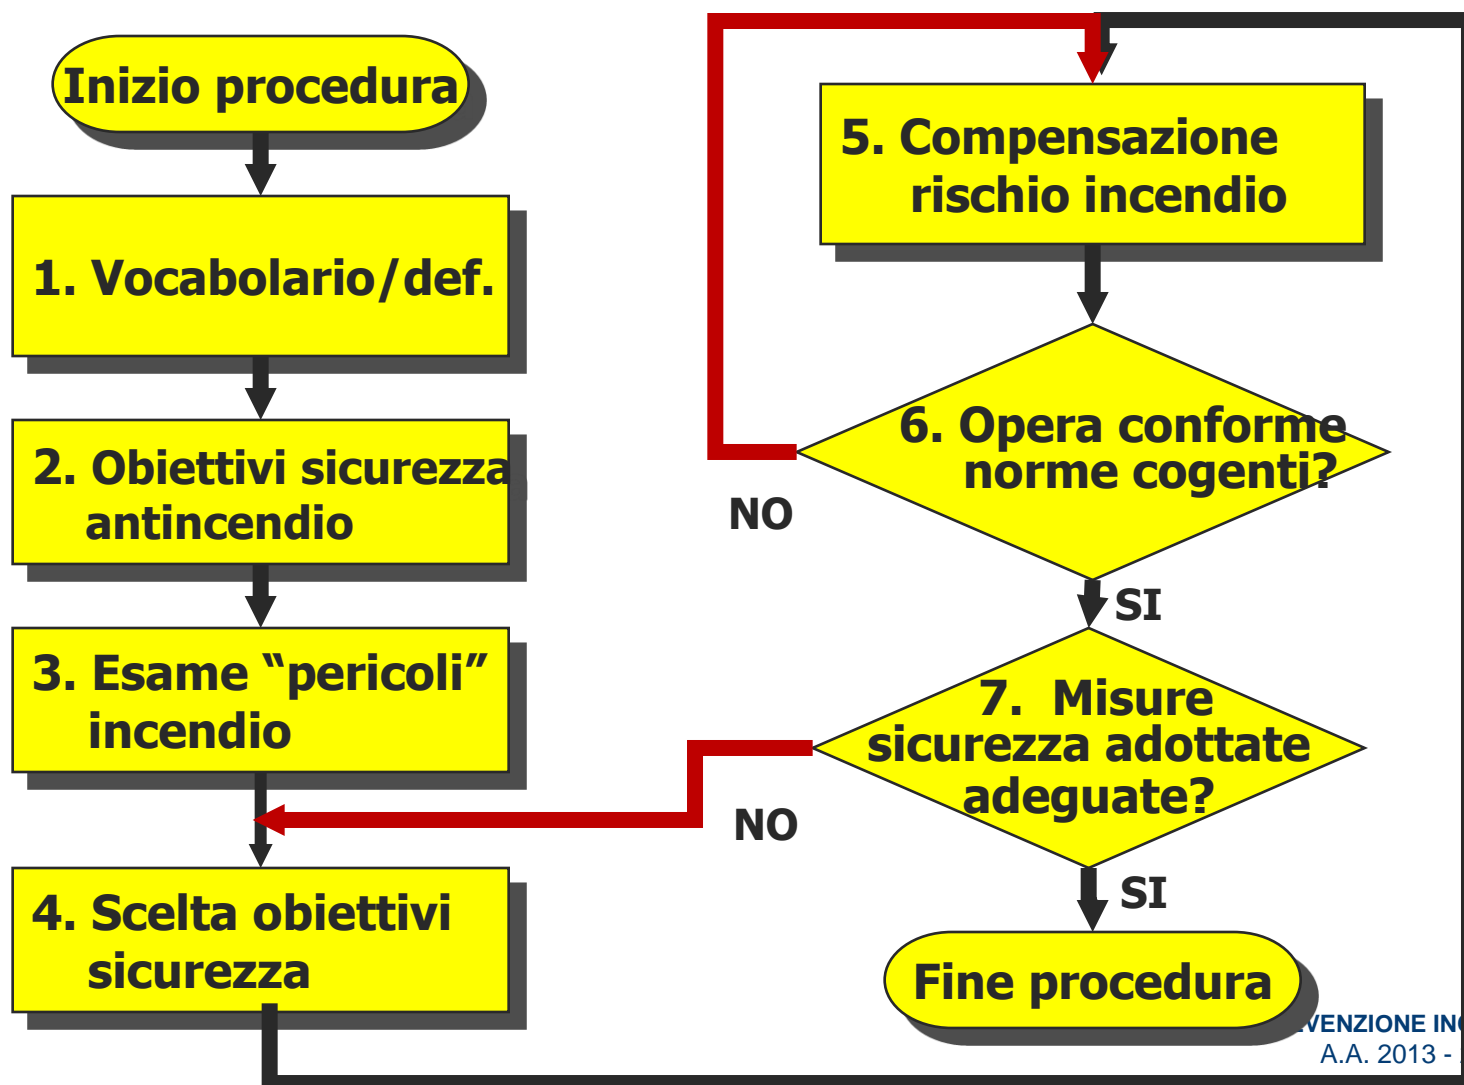 Inizio procedura
1. Vocabolario/def.
2. Obiettivi sicurezza
antincendio
3. Esame “pericoli”
incendio
4. Scelta obiettivi
sicurezza
5. Compensazione
rischio incendio
6. Opera conforme
norme cogenti?
NO
SI
7. Misure
sicurezza adottate
adeguate?
NO
SI
Fine procedura
VENZIONE IN
A.A. 2013 -